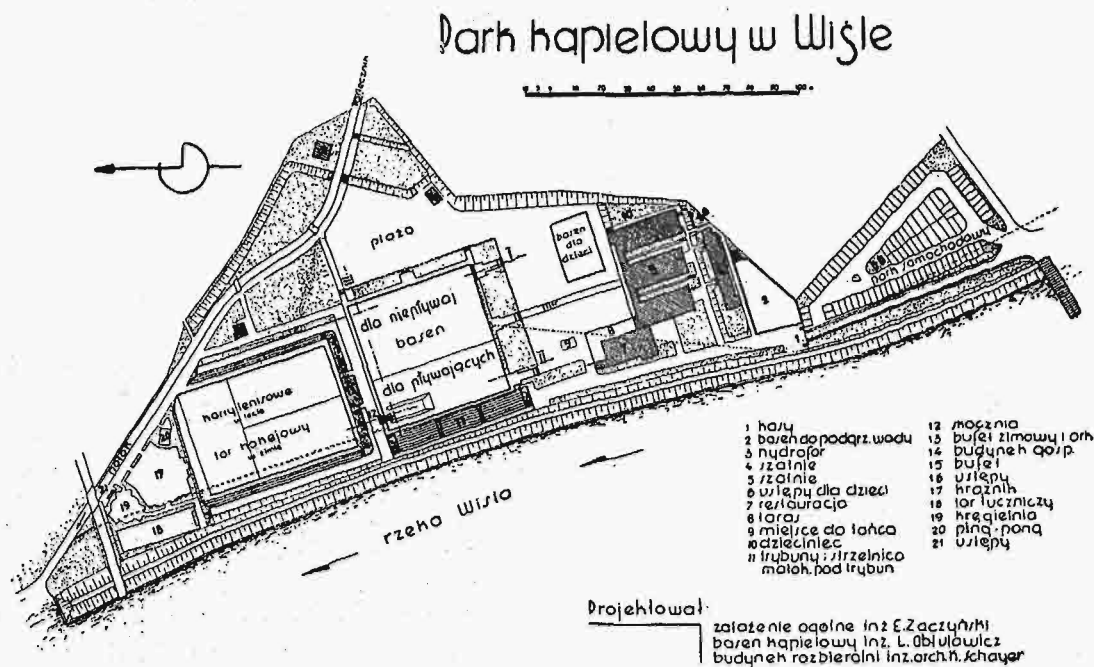 Park kąpielowy w Wiśle
plaża
basen
dla
dzieci
dla niepływaj
basen
dla pływających
korty tenisowe
w lecie
tor hokejowy
w zimie
park samochodowy
rzeka Wisła
1 kasy
2 basen do podgrz. wody
3 hydrofor
4 szatnie
5 szatnie
6 ustępy dla dzieci
7 restauracja
8 taras
9 miejsce do tańca
10 dzieciniec
11 trybuny i strzelnica
małok. pod trybun
12 skocznia
13 bufet zimowy i ork
14 budynek gosp.
15 bufet
16 ustępy
17 krążnik
18 tor łuczniczy
19 kręgielnia
20 ping-pong
21 ustępy
Projektował:
założenie ogólne inż E. Zaczyński
basen kąpielowy inż. L. Obtułowicz
budynek rozbieralni inż. arch. K. Schayer